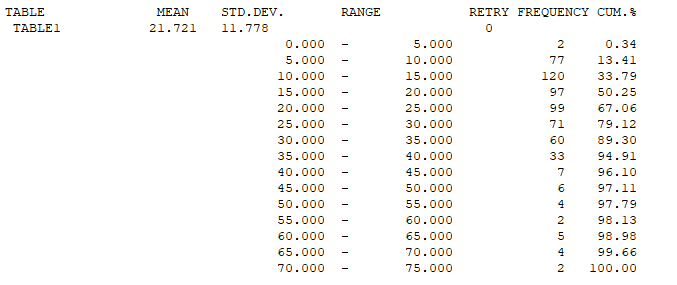 TABLE MEAN STD.DEV. RANGE RETRY FREQUENCY CUM.%
TABLE1 21.721 11.778 0
0.000 - 5.000 2 0.34
5.000 - 10.000 77 13.41
10.000 - 15.000 120 33.79
15.000 - 20.000 97 50.25
20.000 - 25.000 99 67.06
25.000 - 30.000 71 79.12
30.000 - 35.000 60 89.30
35.000 - 40.000 33 94.91
40.000 - 45.000 7 96.10
45.000 - 50.000 6 97.11
50.000 - 55.000 4 97.79
55.000 - 60.000 2 98.13
60.000 - 65.000 5 98.98
65.000 - 70.000 4 99.66
70.000 - 75.000 2 100.00